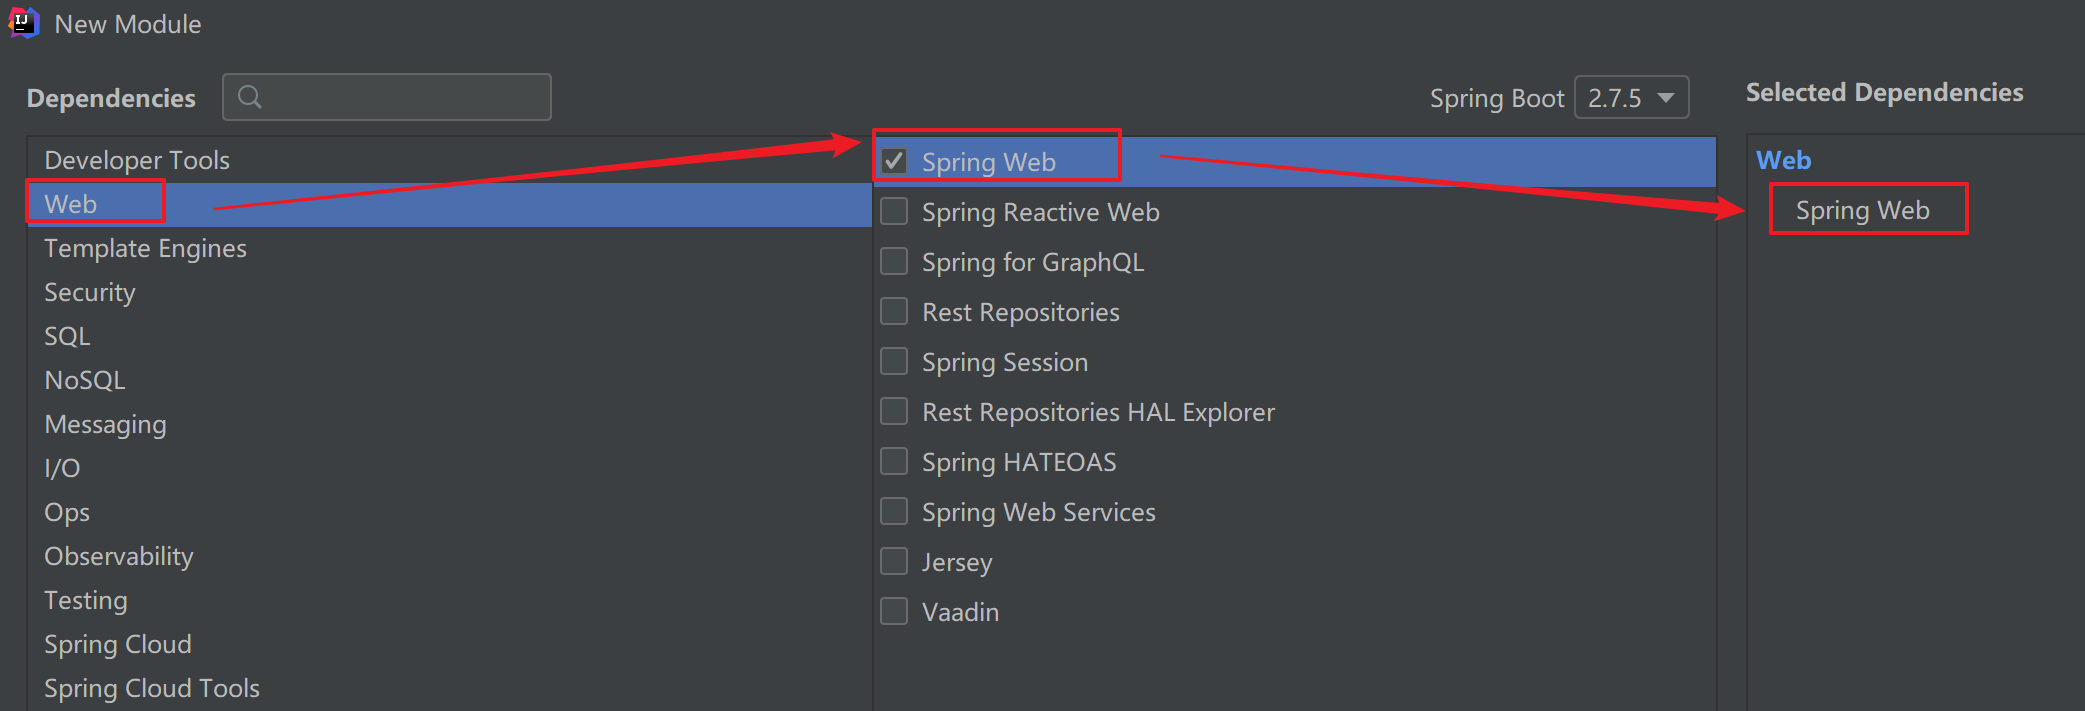 New Module
Dependencies
Spring Boot 2.7.5
Selected Dependencies
Developer Tools
Web
Template Engines
Security
SQL
NoSQL
Messaging
I/O
Ops
Observability
Testing
Spring Cloud
Spring Cloud Tools
Spring Web
Spring Reactive Web
Spring for GraphQL
Rest Repositories
Spring Session
Rest Repositories HAL Explorer
Spring HATEOAS
Spring Web Services
Jersey
Vaadin
Web
Spring Web